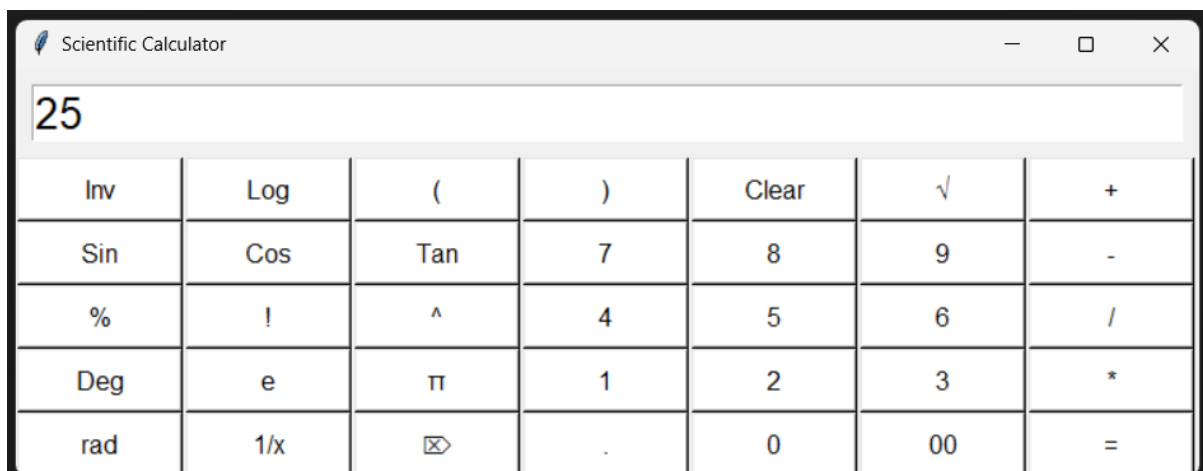 Scientific Calculator
25
Inv Log ( ) Clear √ +
Sin Cos Tan 7 8 9 -
% ! ^ 4 5 6 /
Deg e π 1 2 3 *
rad 1/x ⌦ . 0 00 =